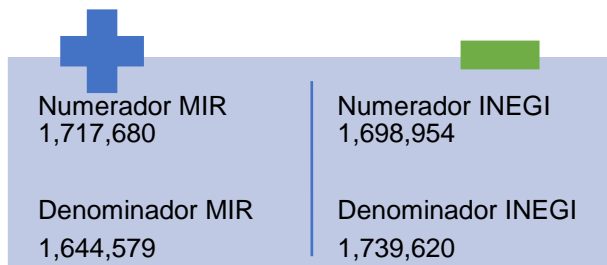 Numerador MIR
1,717,680
Denominador MIR
1,644,579
Numerador INEGI
1,698,954
Denominador INEGI
1,739,620